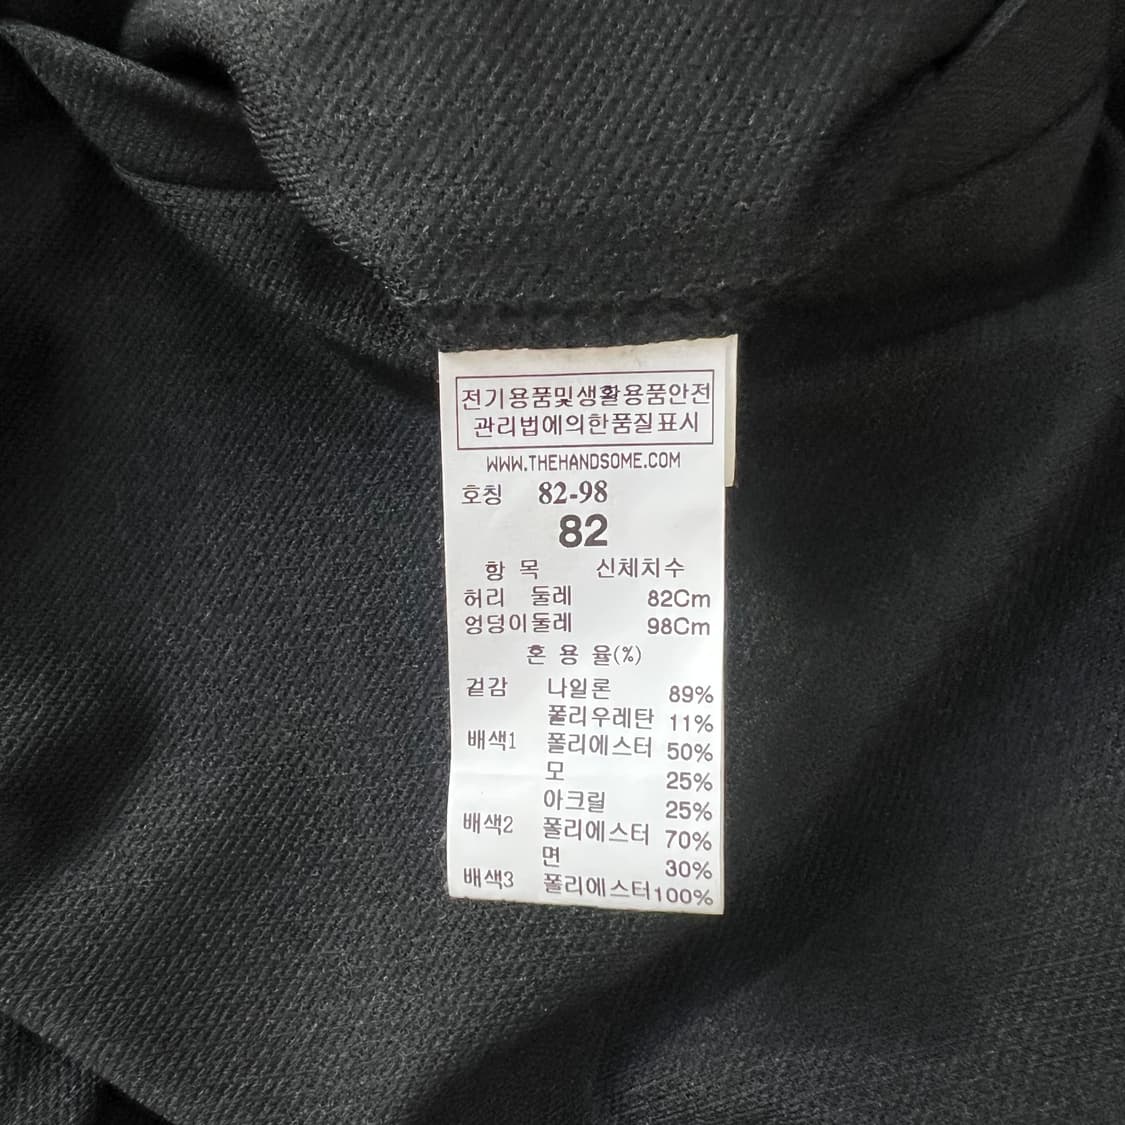 전기용품및생활용품안전
관리법에의한품질표시
WWW.THEHANDSOME.COM
호칭 82-98
82
항 목 신체치수
허리 둘레 82Cm
엉덩이둘레 98Cm
혼 용 율(%)
겉감 나일론 89%
폴리우레탄 11%
배색1 폴리에스터 50%
모 25%
아크릴 25%
배색2 폴리에스터 70%
면 30%
배색3 폴리에스터100%